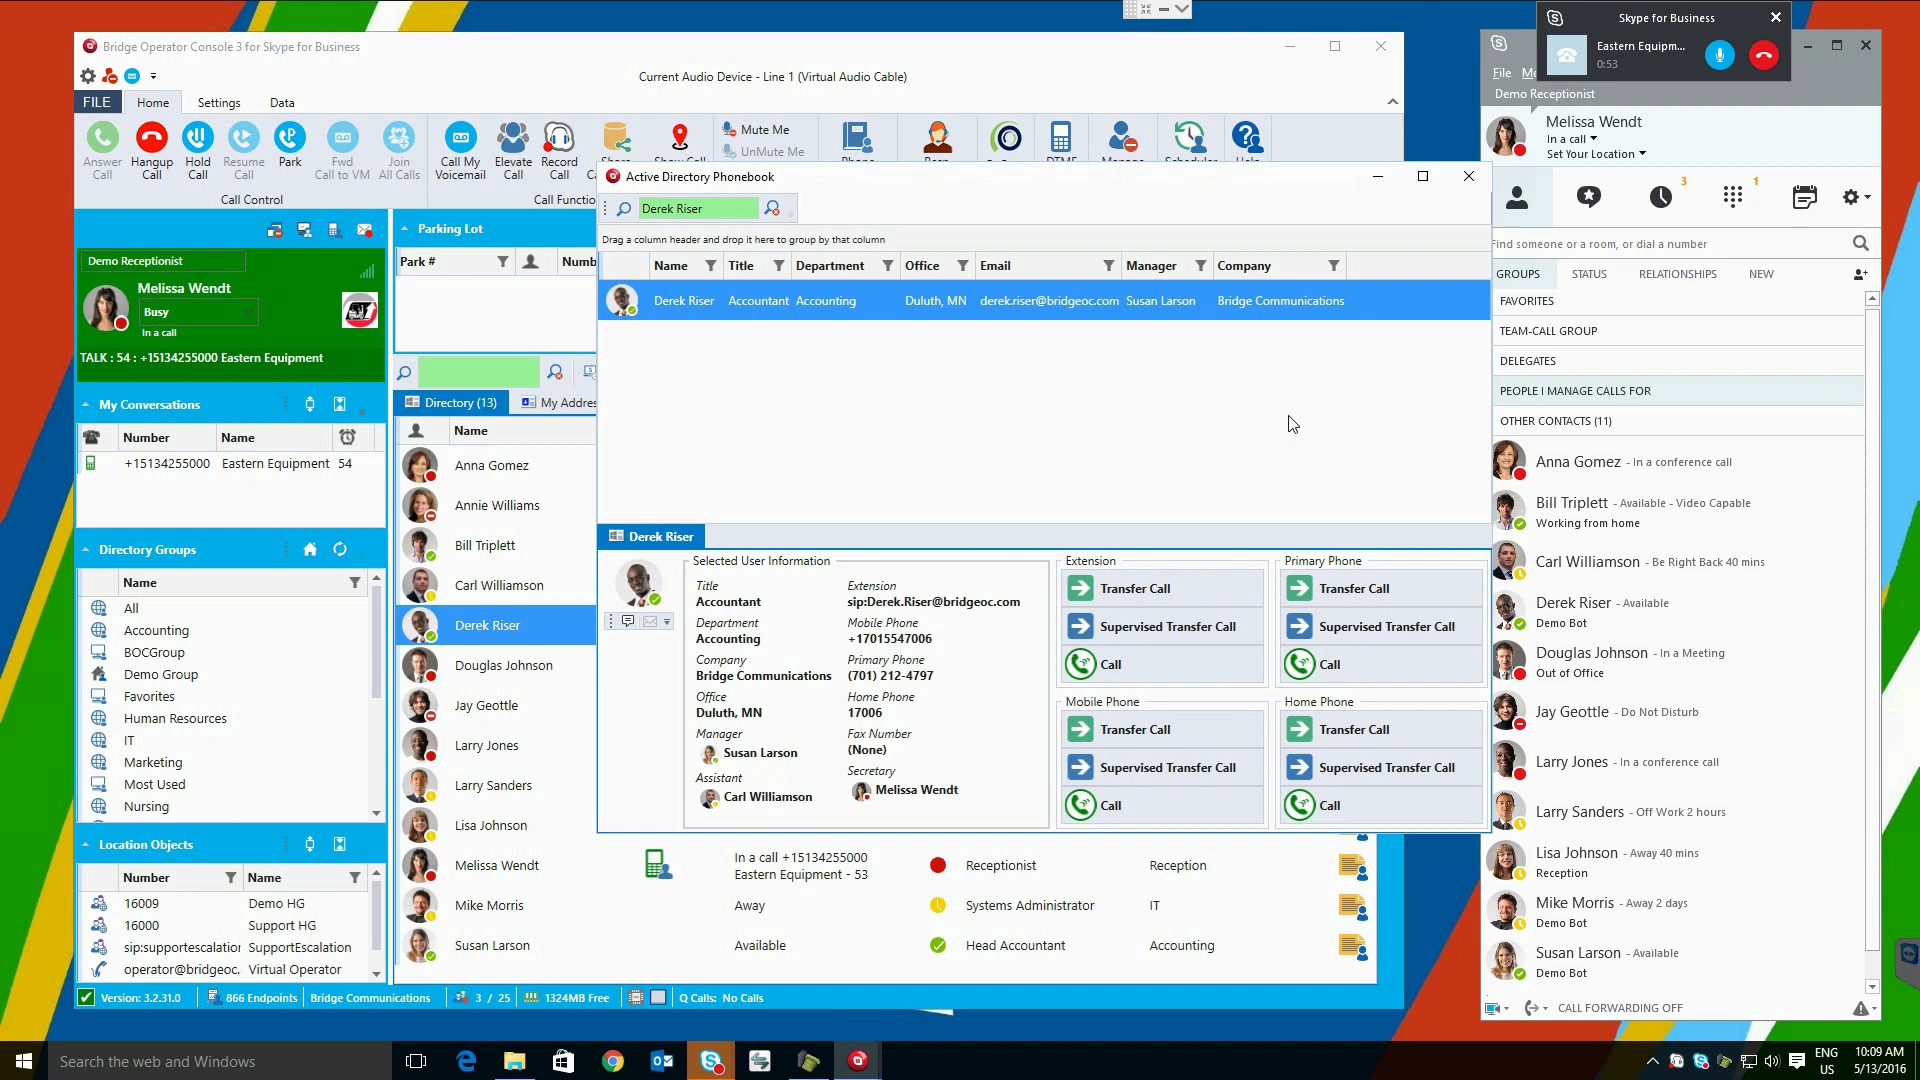 Bridge Operator Console 3 for Skype for Business
Current Audio Device - Line 1 (Virtual Audio Cable)
FILE Home Settings Data
Answer Call
Hangup Call
Hold Call
Resume Call
Park
Fwd Call to VM
Join All Calls
Call Control
Call My Voicemail
Elevate Call
Record Call
Mute Me
UnMute Me
Demo Receptionist
Melissa Wendt
Busy
In a call
TALK : 54 : +15134255000 Eastern Equipment
My Conversations
Number Name
+15134255000 Eastern Equipment 54
Directory Groups
Name
All
Accounting
BOCGroup
Demo Group
Favorites
Human Resources
IT
Marketing
Most Used
Nursing
Location Objects
Number Name
16009 Demo HG
16000 Support HG
sip:supportescalation SupportEscalation
operator@bridgeoc. Virtual Operator
Parking Lot
Park # Numb
Directory (13) My Addre
Name
Anna Gomez
Annie Williams
Bill Triplett
Carl Williamson
Derek Riser
Douglas Johnson
Jay Geottle
Larry Jones
Larry Sanders
Lisa Johnson
Melissa Wendt In a call +15134255000 Receptionist Reception
Eastern Equipment - 53
Mike Morris Away Systems Administrator IT
Susan Larson Available Head Accountant Accounting
Version: 3.2.31.0 866 Endpoints Bridge Communications 3 / 25 1324MB Free Q Calls: No Calls
Active Directory Phonebook
Derek Riser
Drag a column header and drop it here to group by that column
Name Title Department Office Email Manager Company
Derek Riser Accountant Accounting Duluth, MN derek.riser@bridgeoc.com Susan Larson Bridge Communications
Derek Riser
Selected User Information
Title
Accountant
Department
Accounting
Company
Bridge Communications
Office
Duluth, MN
Manager
Susan Larson
Assistant
Carl Williamson
Extension
sip:Derek.Riser@bridgeoc.com
Mobile Phone
+17015547006
Primary Phone
(701) 212-4797
Home Phone
17006
Fax Number
(None)
Secretary
Melissa Wendt
Extension
Transfer Call
Supervised Transfer Call
Call
Primary Phone
Transfer Call
Supervised Transfer Call
Call
Mobile Phone
Transfer Call
Supervised Transfer Call
Call
Home Phone
Transfer Call
Supervised Transfer Call
Call
Skype for Business
Eastern Equipm...
0:53
File Me
Demo Receptionist
Melissa Wendt
In a call
Set Your Location
3
1
Find someone or a room, or dial a number
GROUPS STATUS RELATIONSHIPS NEW
FAVORITES
TEAM-CALL GROUP
DELEGATES
PEOPLE I MANAGE CALLS FOR
OTHER CONTACTS (11)
Anna Gomez - In a conference call
Bill Triplett - Available - Video Capable
Working from home
Carl Williamson - Be Right Back 40 mins
Derek Riser - Available
Demo Bot
Douglas Johnson - In a Meeting
Out of Office
Jay Geottle - Do Not Disturb
Larry Jones - In a conference call
Larry Sanders - Off Work 2 hours
Lisa Johnson - Away 40 mins
Reception
Mike Morris - Away 2 days
Demo Bot
Susan Larson - Available
Demo Bot
CALL FORWARDING OFF
Search the web and Windows
ENG
US
10:09 AM
5/13/2016